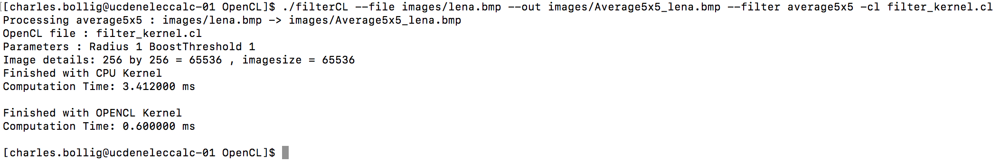 [charles.bollig@ucdeneleccalc-01 OpenCL]$ ./filterCL --file images/lena.bmp --out images/Average5x5_lena.bmp --filter average5x5 -cl filter_kernel.cl
Processing average5x5 : images/lena.bmp -> images/Average5x5_lena.bmp
OpenCL file : filter_kernel.cl
Parameters : Radius 1 BoostThreshold 1
Image details: 256 by 256 = 65536 , imagesize = 65536
Finished with CPU Kernel
Computation Time: 3.412000 ms
Finished with OPENCL Kernel
Computation Time: 0.600000 ms
[charles.bollig@ucdeneleccalc-01 OpenCL]$